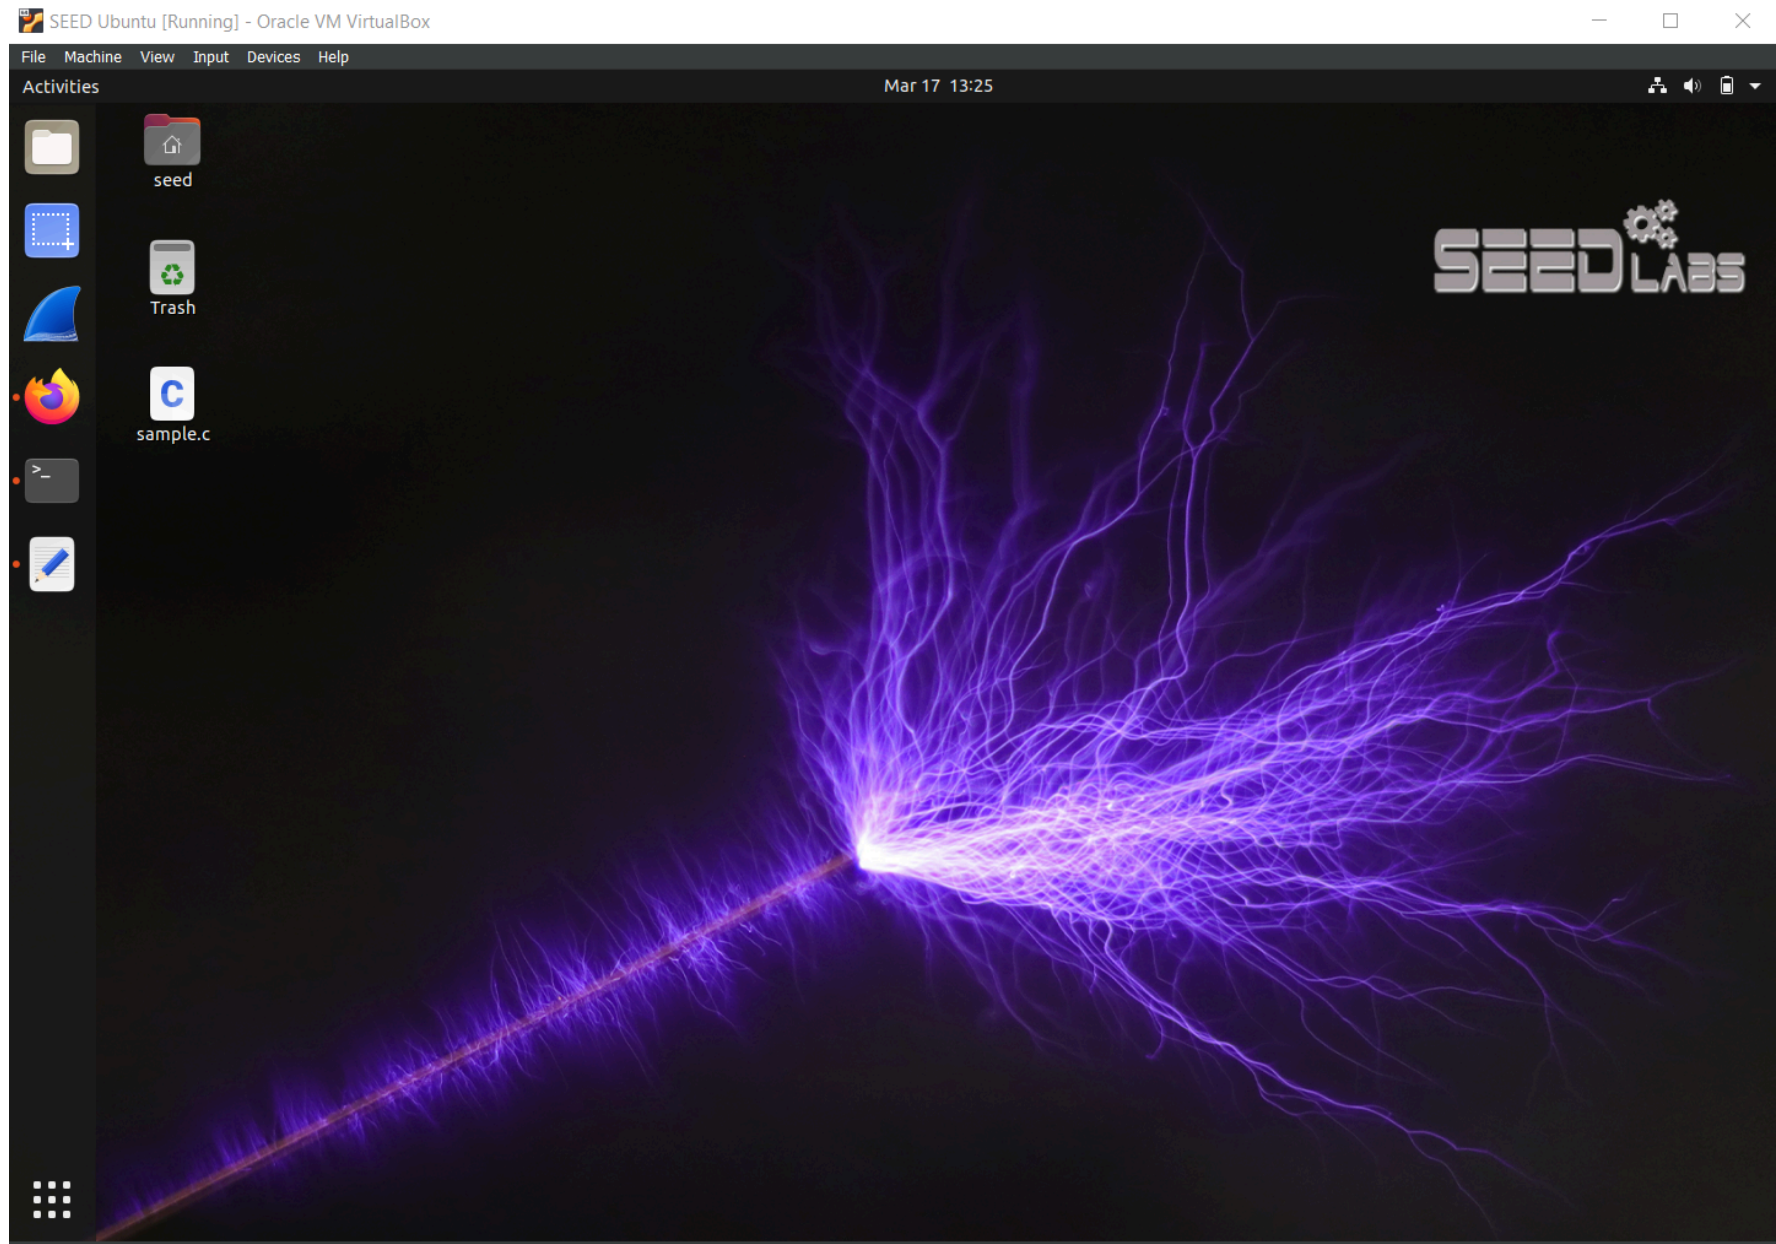 SEED Ubuntu [Running] - Oracle VM VirtualBox
File Machine View Input Devices Help
Activities Mar 17 13:25
seed
SEED LABS
Trash
C
sample.c
>_